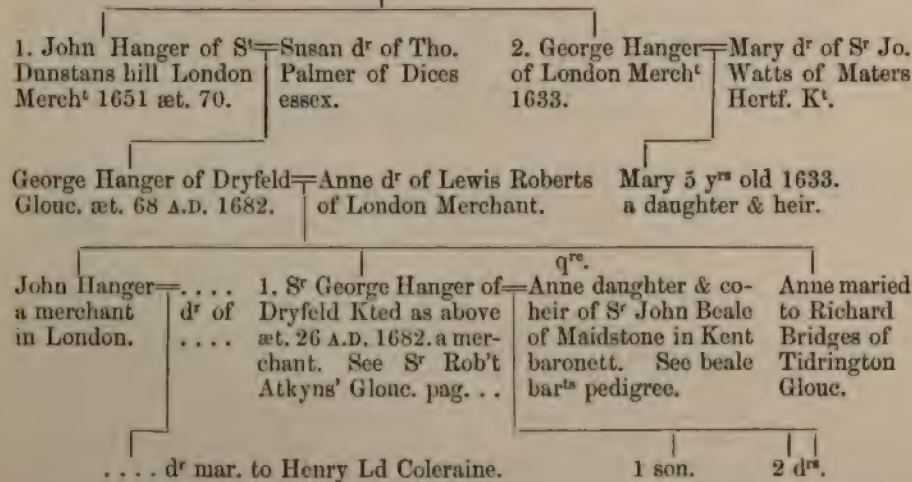 1. John Hanger of Sᵗ
Dunstans hill London
Merchᵗ 1651 æt. 70.
Susan dʳ of Tho.
Palmer of Dices
essex.
2. George Hanger
of London Merchᵗ
1633.
Mary dʳ of Sʳ Jo.
Watts of Maters
Hertf. Kᵗ.
George Hanger of Dryfeld
Glouc. æt. 68 A.D. 1682.
Anne dʳ of Lewis Roberts
of London Merchant.
Mary 5 yʳˢ old 1633.
a daughter & heir.
John Hanger
a merchant
in London.
. . . .
dʳ of
. . . .
1. Sʳ George Hanger of
Dryfeld Kted as above
æt. 26 A.D. 1682. a mer-
chant. See Sʳ Rob't
Atkyns' Glouc. pag. . .
qʳᵉ.
Anne daughter & co-
heir of Sʳ John Beale
of Maidstone in Kent
baronett. See beale
barᵗˢ pedigree.
Anne maried
to Richard
Bridges of
Tidrington
Glouc.
. . . . dʳ mar. to Henry Ld Coleraine.
1 son.
2 dʳˢ.